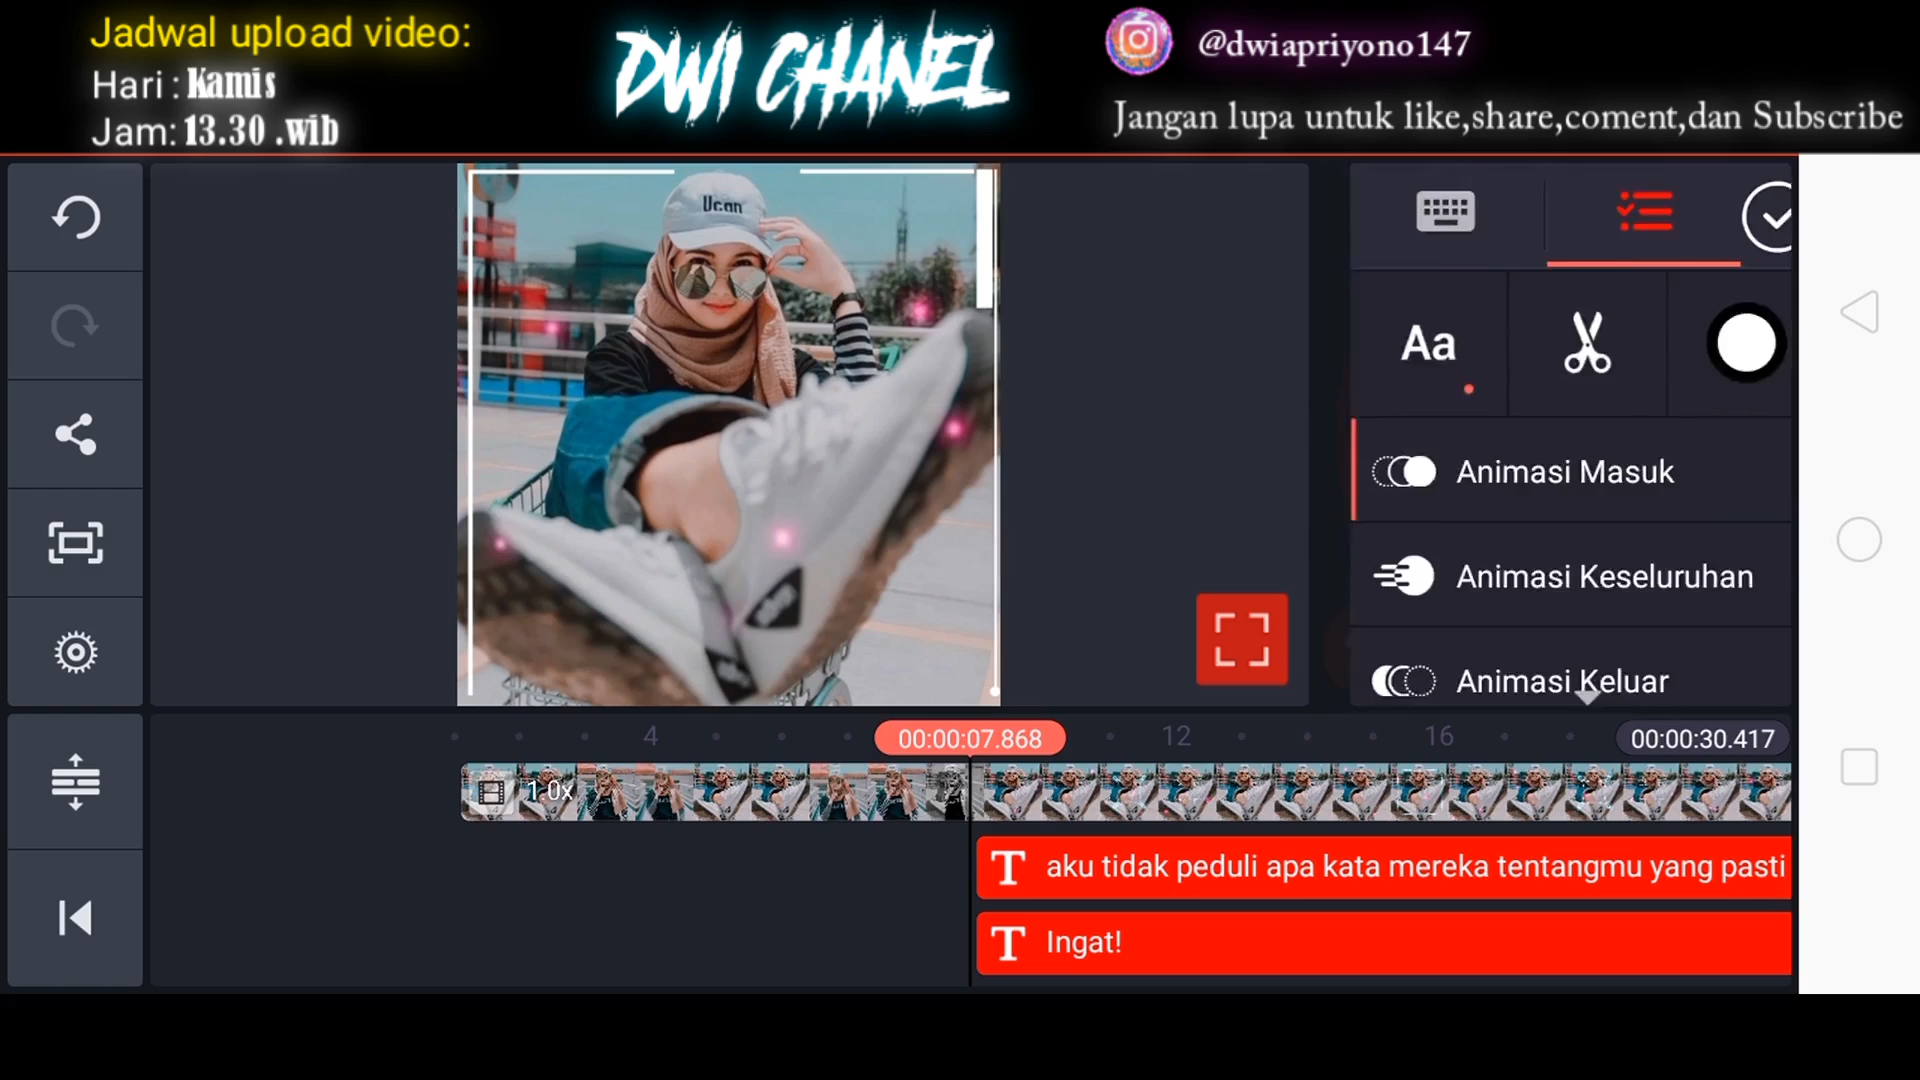 Jadwal upload video:
Hari : Kamis
Jam: 13.30 .wib
DWI CHANEL
@dwiapriyono147
Jangan lupa untuk like,share,coment,dan Subscribe
Ucan
Aa
Animasi Masuk
Animasi Keseluruhan
Animasi Keluar
4
00:00:07.868
12
16
00:00:30.417
1.0x
T aku tidak peduli apa kata mereka tentangmu yang pasti
T Ingat!